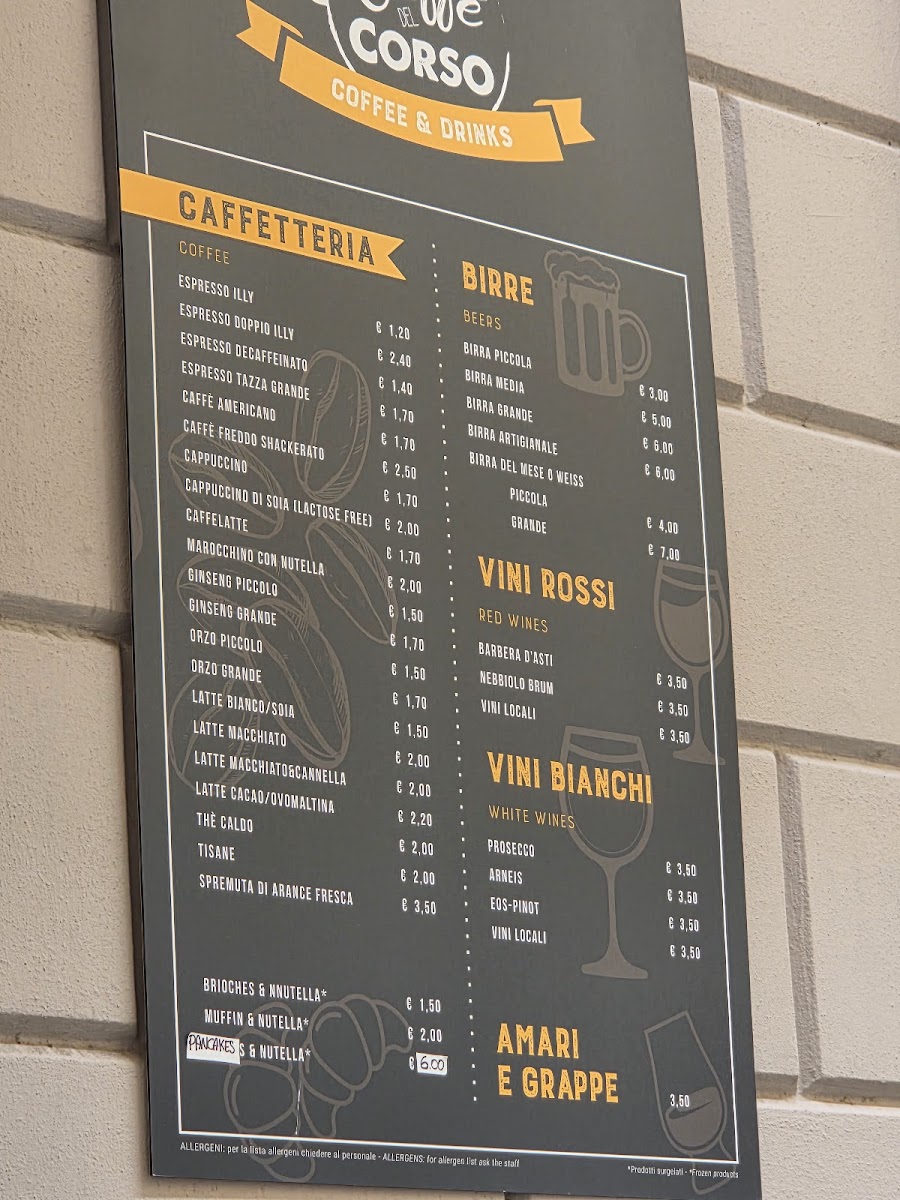 DEL
CORSO
COFFEE & DRINKS
CAFFETTERIA
COFFEE
ESPRESSO ILLY € 1,20
ESPRESSO DOPPIO ILLY € 2,40
ESPRESSO DECAFFEINATO € 1,40
ESPRESSO TAZZA GRANDE € 1,70
CAFFÈ AMERICANO € 1,70
CAFFÈ FREDDO SHACKERATO € 2,50
CAPPUCCINO € 1,70
CAPPUCCINO DI SOIA (LACTOSE FREE) € 2,00
CAFFELATTE € 1,70
MAROCCHINO CON NUTELLA € 2,00
GINSENG PICCOLO € 1,50
GINSENG GRANDE € 1,70
ORZO PICCOLO € 1,50
ORZO GRANDE € 1,70
LATTE BIANCO/SOIA € 1,50
LATTE MACCHIATO € 2,00
LATTE MACCHIATO&CANNELLA € 2,00
LATTE CACAO/OVOMALTINA € 2,20
THÈ CALDO € 2,00
TISANE € 2,00
SPREMUTA DI ARANCE FRESCA € 3,50
BRIOCHES & NNUTELLA* € 1,50
MUFFIN & NUTELLA* € 2,00
PANCAKES S & NUTELLA* € 6.00
BIRRE
BEERS
BIRRA PICCOLA € 3,00
BIRRA MEDIA € 5.00
BIRRA GRANDE € 6,00
BIRRA ARTIGIANALE € 6,00
BIRRA DEL MESE O WEISS
PICCOLA € 4,00
GRANDE € 7,00
VINI ROSSI
RED WINES
BARBERA D'ASTI € 3,50
NEBBIOLO BRUM € 3,50
VINI LOCALI € 3,50
VINI BIANCHI
WHITE WINES
PROSECCO € 3,50
ARNEIS € 3,50
EOS-PINOT € 3,50
VINI LOCALI € 3,50
AMARI
E GRAPPE 3,50
ALLERGENI: per la lista allergeni chiedere al personale - ALLERGENS: for allergen list ask the staff
*Prodotti surgelati - *Frozen products